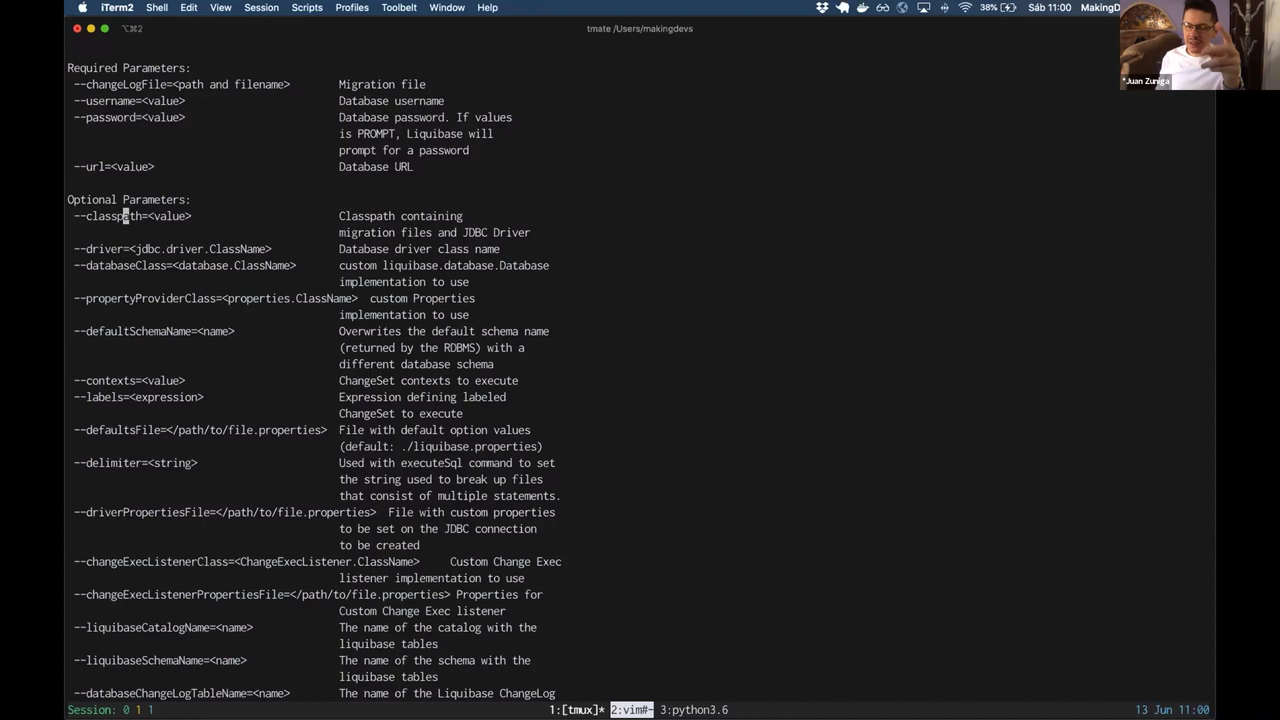 iTerm2 Shell Edit View Session Scripts Profiles Toolbelt Window Help 38% Sáb 11:00 MakingD
⌥⌘2 tmate /Users/makingdevs
*Juan Zuniga
Required Parameters:
--changeLogFile=<path and filename> Migration file
--username=<value> Database username
--password=<value> Database password. If values
is PROMPT, Liquibase will
prompt for a password
--url=<value> Database URL
Optional Parameters:
--classpath=<value> Classpath containing
migration files and JDBC Driver
--driver=<jdbc.driver.ClassName> Database driver class name
--databaseClass=<database.ClassName> custom liquibase.database.Database
implementation to use
--propertyProviderClass=<properties.ClassName> custom Properties
implementation to use
--defaultSchemaName=<name> Overwrites the default schema name
(returned by the RDBMS) with a
different database schema
--contexts=<value> ChangeSet contexts to execute
--labels=<expression> Expression defining labeled
ChangeSet to execute
--defaultsFile=</path/to/file.properties> File with default option values
(default: ./liquibase.properties)
--delimiter=<string> Used with executeSql command to set
the string used to break up files
that consist of multiple statements.
--driverPropertiesFile=</path/to/file.properties> File with custom properties
to be set on the JDBC connection
to be created
--changeExecListenerClass=<ChangeExecListener.ClassName> Custom Change Exec
listener implementation to use
--changeExecListenerPropertiesFile=</path/to/file.properties> Properties for
Custom Change Exec listener
--liquibaseCatalogName=<name> The name of the catalog with the
liquibase tables
--liquibaseSchemaName=<name> The name of the schema with the
liquibase tables
--databaseChangeLogTableName=<name> The name of the Liquibase ChangeLog
Session: 0 1 1 1:[tmux]* 2:vim#- 3:python3.6 13 Jun 11:00